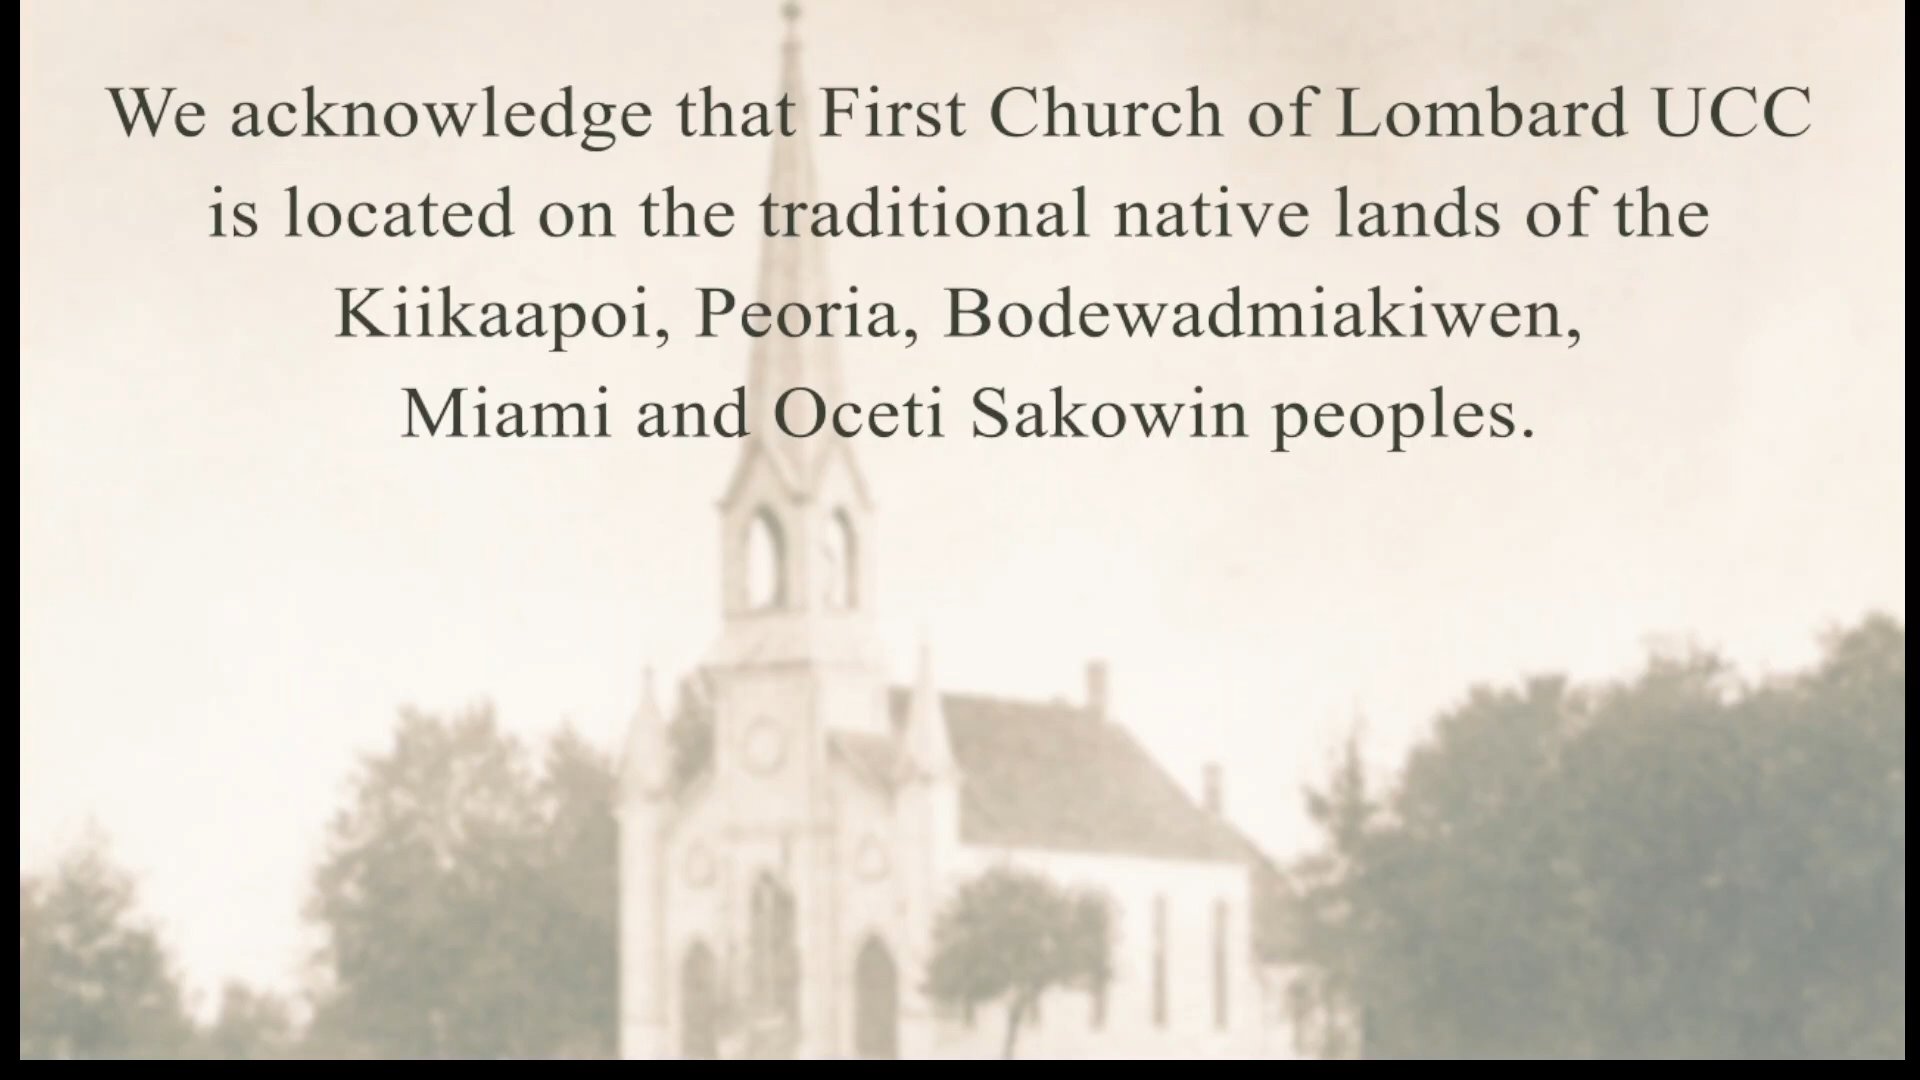 We acknowledge that First Church of Lombard UCC
is located on the traditional native lands of the
Kiikaapoi, Peoria, Bodewadmiakiwen,
Miami and Oceti Sakowin peoples.